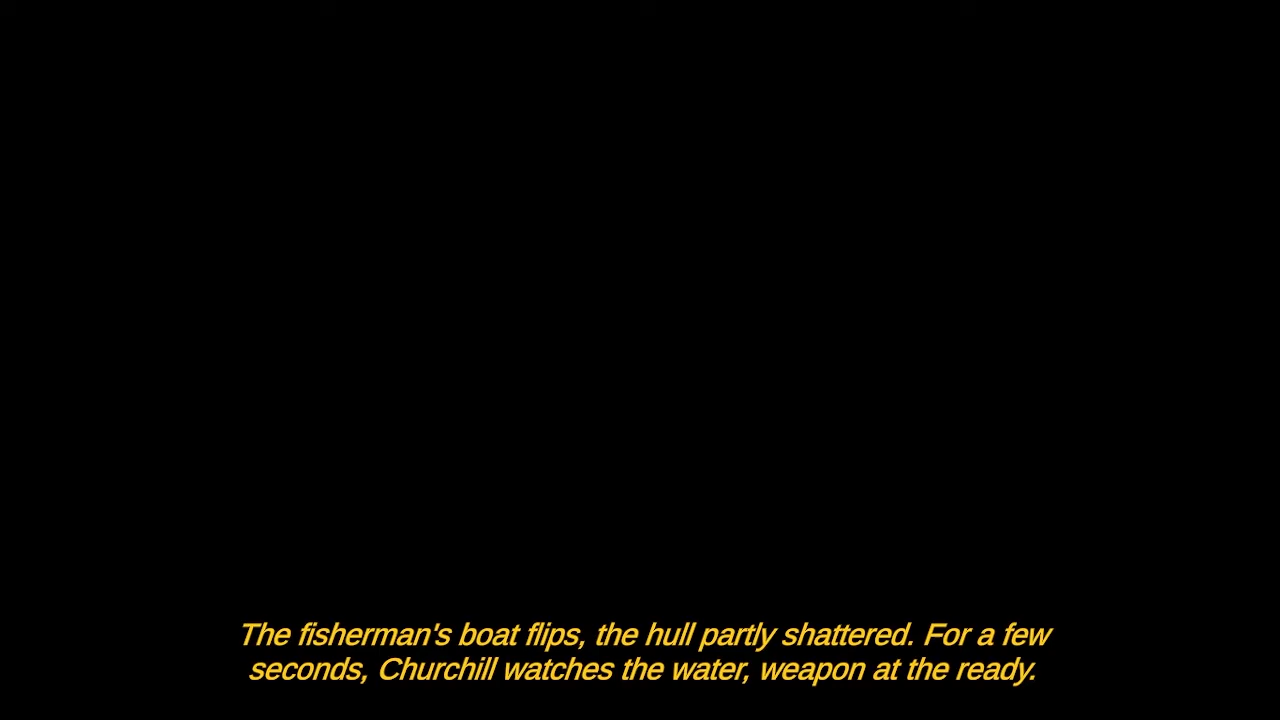 The fisherman's boat flips, the hull partly shattered. For a few
seconds, Churchill watches the water, weapon at the ready.